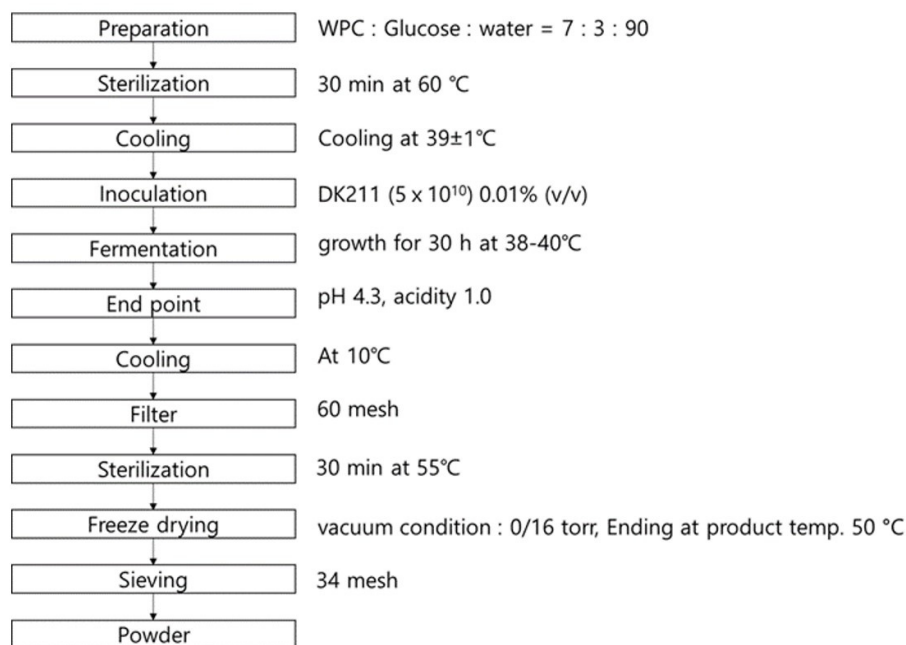 Preparation WPC : Glucose : water = 7 : 3 : 90
Sterilization 30 min at 60 ℃
Cooling Cooling at 39±1℃
Inoculation DK211 (5 x 10¹⁰) 0.01% (v/v)
Fermentation growth for 30 h at 38-40℃
End point pH 4.3, acidity 1.0
Cooling At 10℃
Filter 60 mesh
Sterilization 30 min at 55℃
Freeze drying vacuum condition : 0/16 torr, Ending at product temp. 50 °C
Sieving 34 mesh
Powder